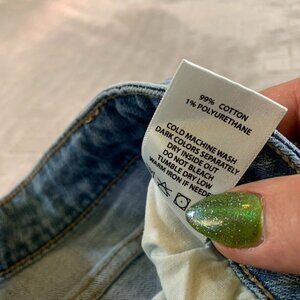 99% COTTON
1% POLYURETHANE
COLD MACHINE WASH
DARK COLORS SEPARATELY
DRY INSIDE OUT
DO NOT BLEACH
TUMBLE DRY LOW
WARM IRON IF NEEDED